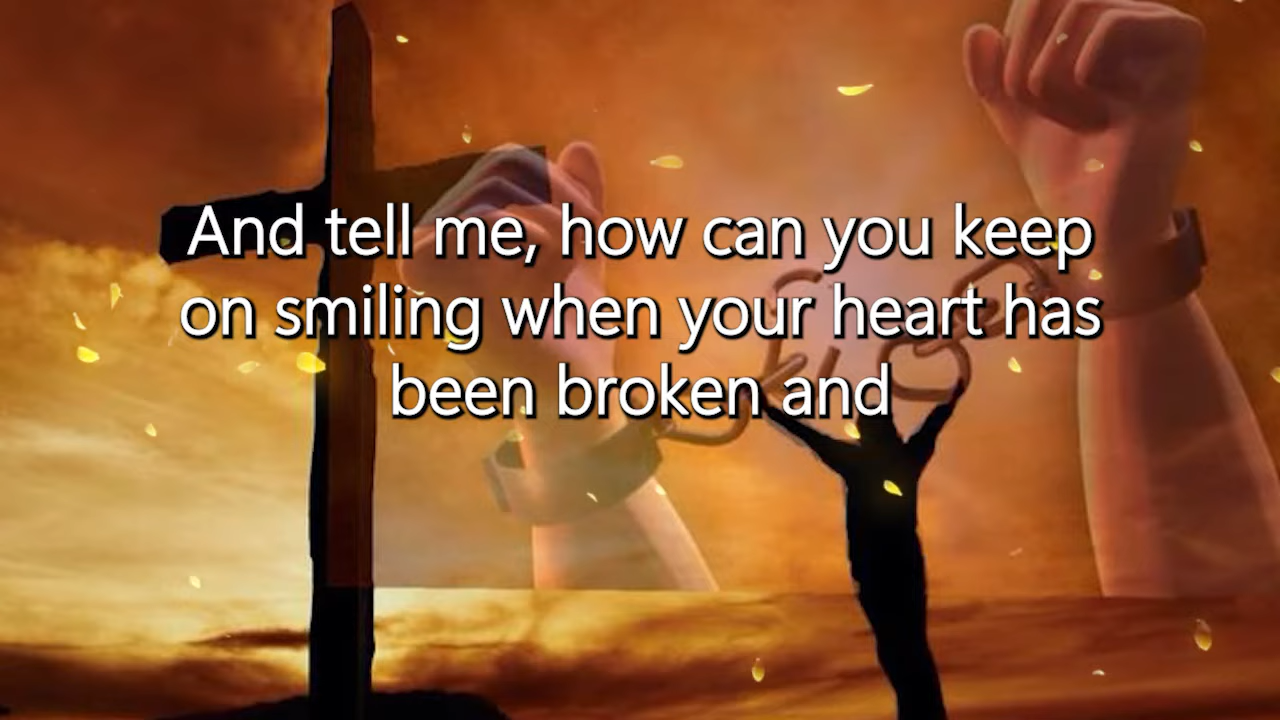 And tell me, how can you keep
on smiling when your heart has
been broken and